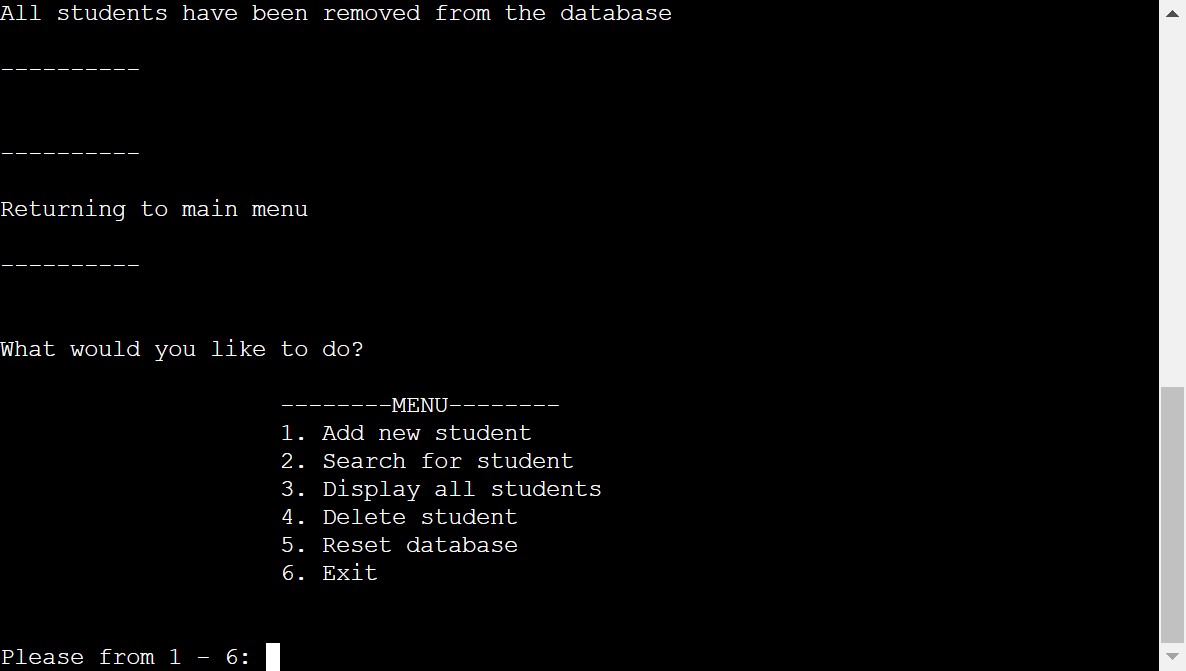 All students have been removed from the database
----------
----------
Returning to main menu
----------
What would you like to do?
--------MENU--------
1. Add new student
2. Search for student
3. Display all students
4. Delete student
5. Reset database
6. Exit
Please from 1 - 6: